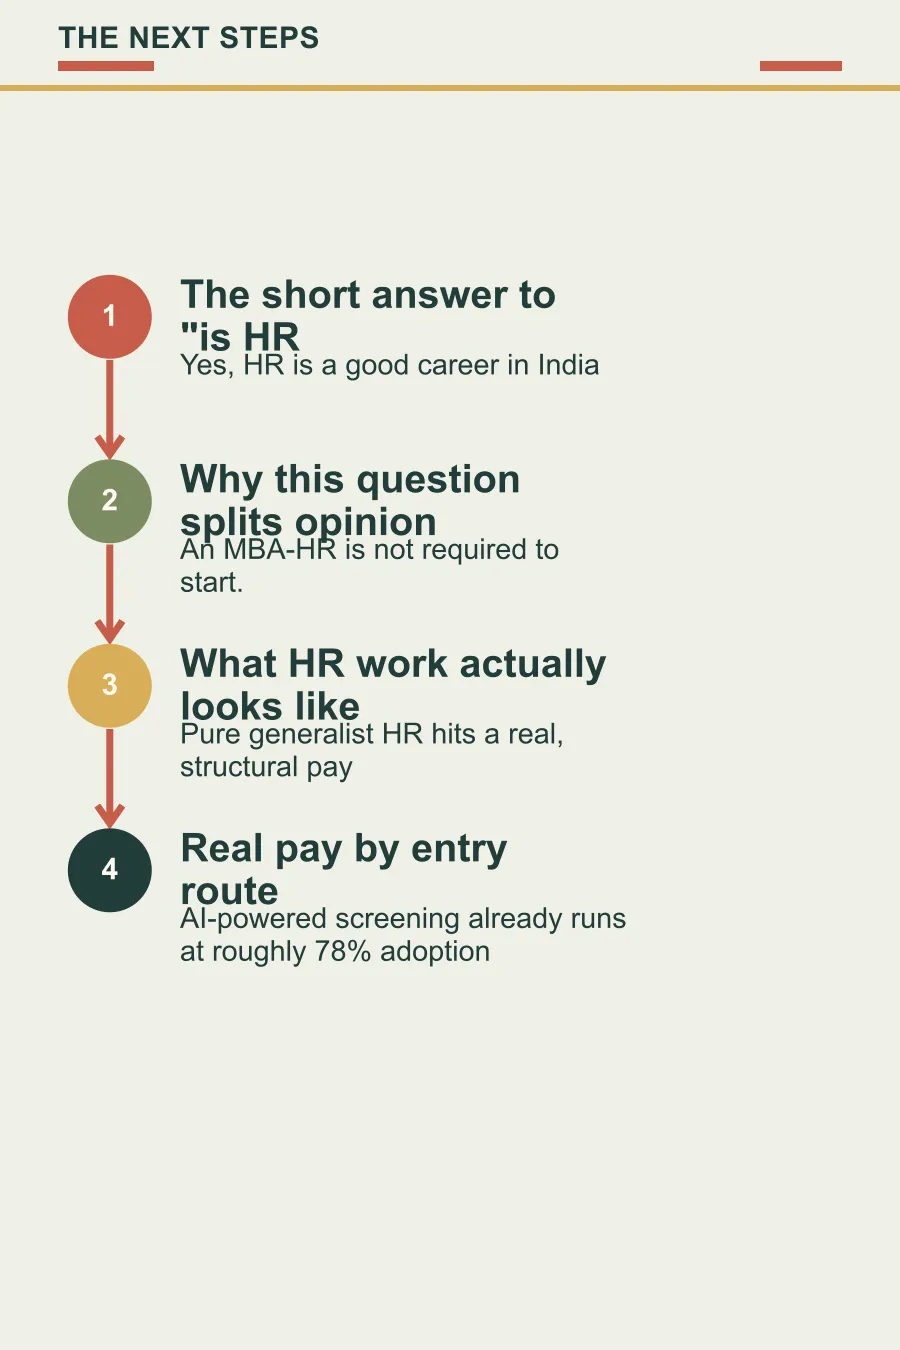 THE NEXT STEPS
1
The short answer to
"is HR
Yes, HR is a good career in India
2
Why this question
splits opinion
An MBA-HR is not required to
start.
3
What HR work actually
looks like
Pure generalist HR hits a real,
structural pay
4
Real pay by entry
route
AI-powered screening already runs
at roughly 78% adoption